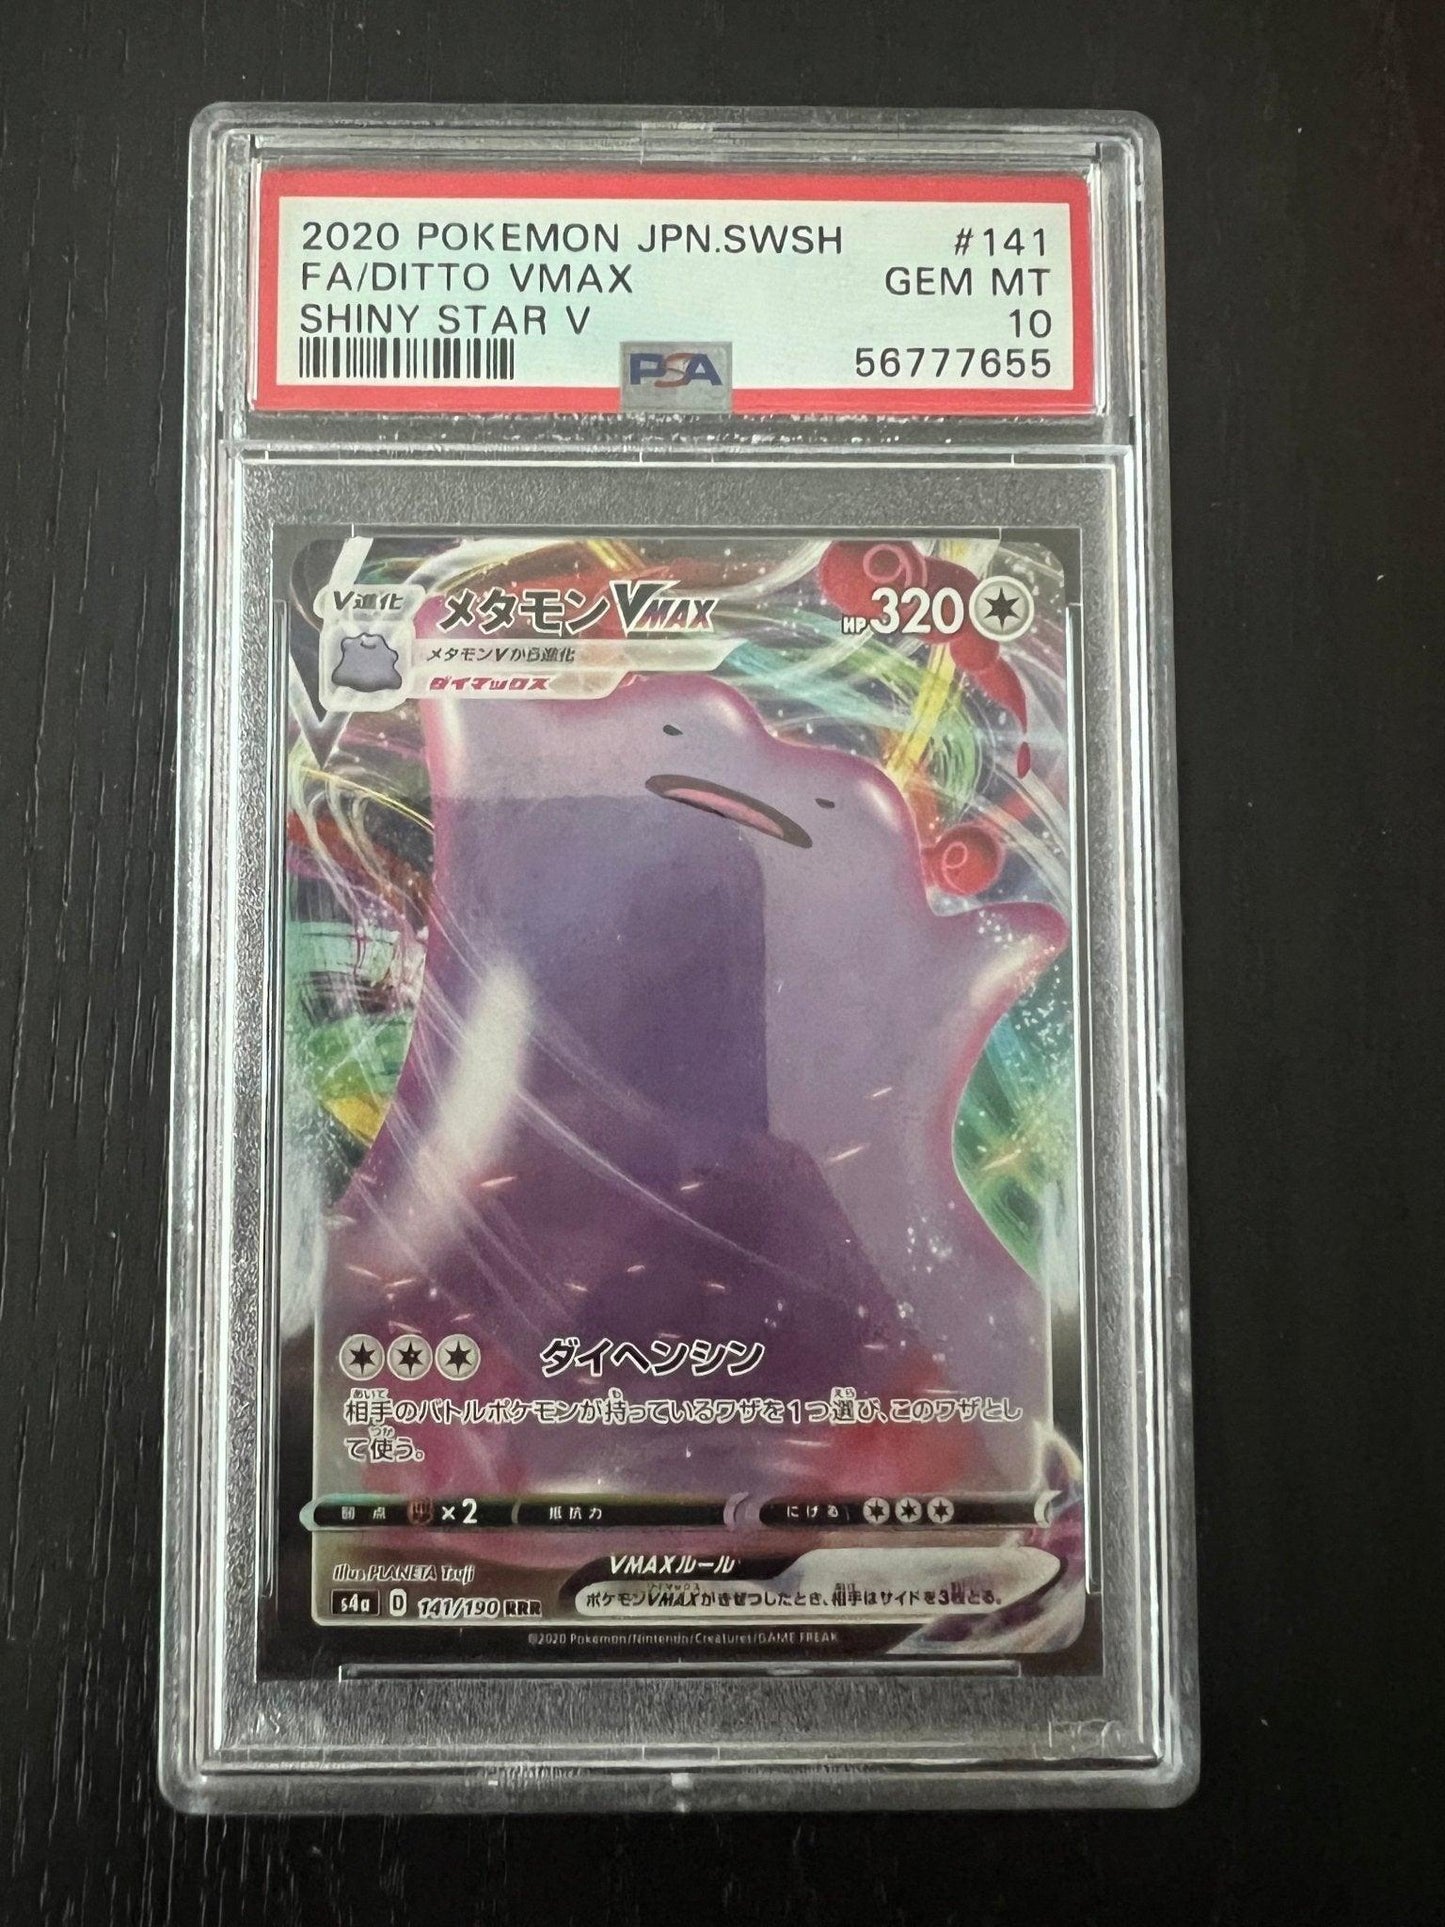 2020 POKEMON JPN.SWSH #141
FA/DITTO VMAX GEM MT
SHINY STAR V 10
PSA 56777655
V進化 メタモンVMAX HP320
メタモンVから進化
ダイマックス
ダイヘンシン
相手のバトルポケモンが持っているワザを1つ選び、このワザとし
て使う。
弱点 ×2 抵抗力 にげる
illus.PLANETA Tsuji VMAXルール
s4a D 141/190 RRR ポケモンVMAXがきぜつしたとき、相手はサイドを3枚とる。
©2020 Pokémon/Nintendo/Creatures/GAME FREAK